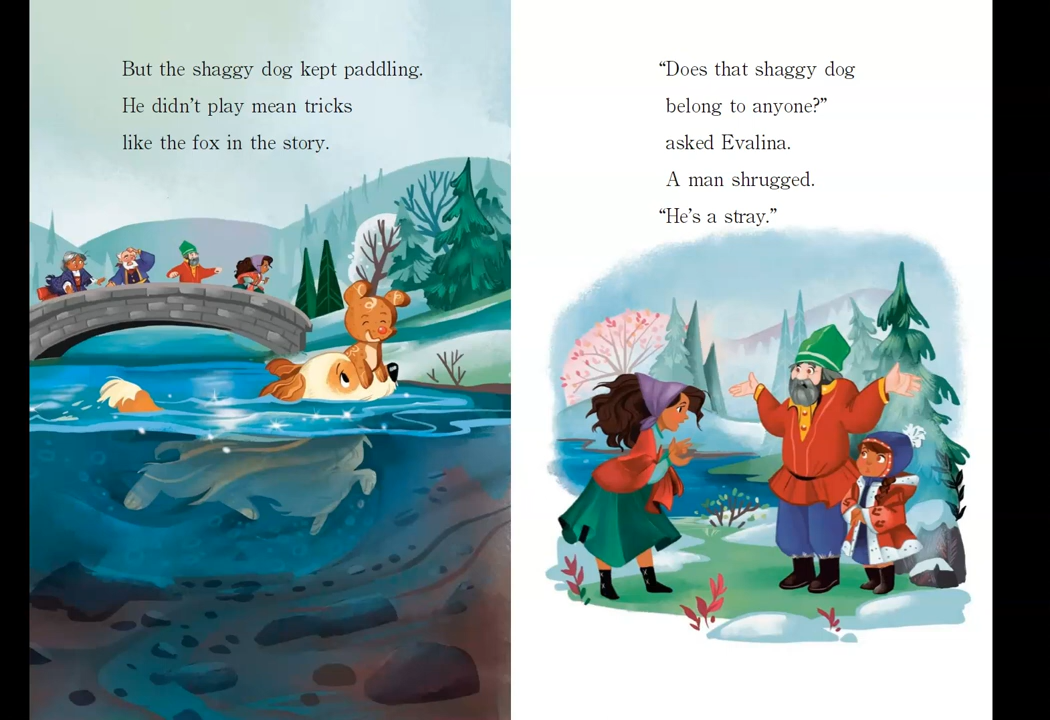 But the shaggy dog kept paddling.
He didn’t play mean tricks
like the fox in the story.
“Does that shaggy dog
belong to anyone?”
asked Evalina.
A man shrugged.
“He’s a stray.”